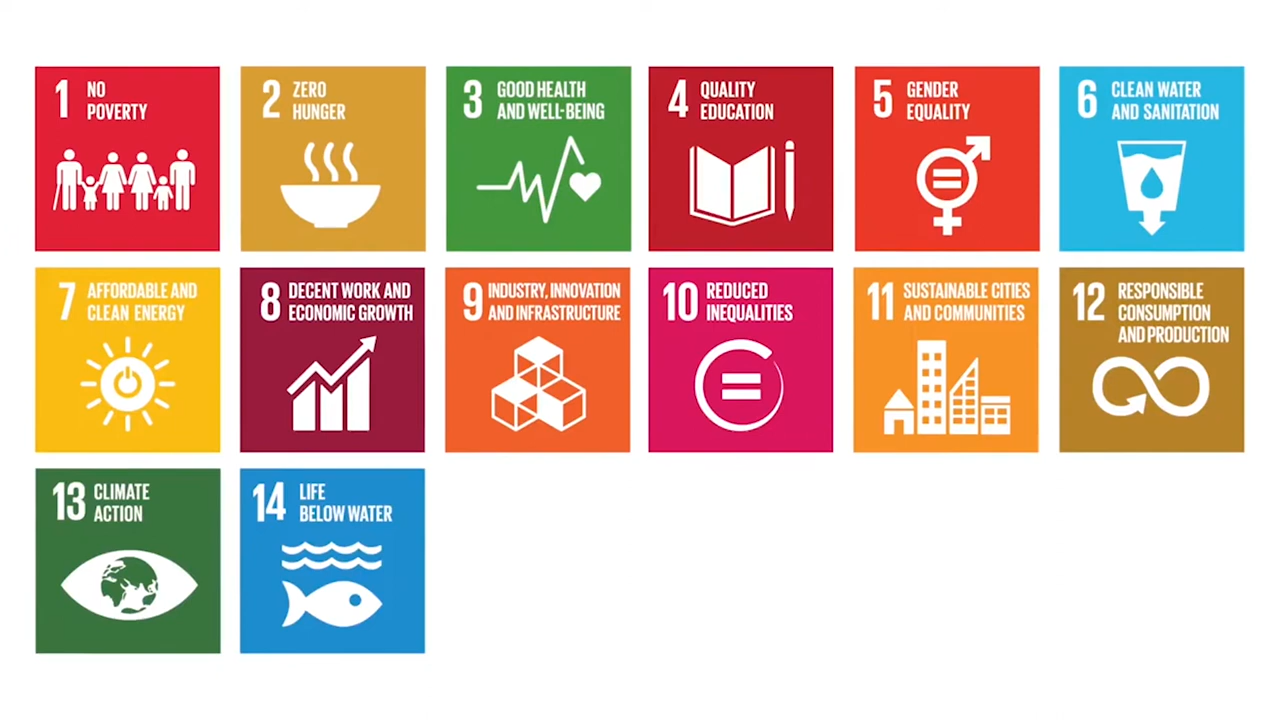 1 NO
POVERTY
2 ZERO
HUNGER
3 GOOD HEALTH
AND WELL-BEING
4 QUALITY
EDUCATION
5 GENDER
EQUALITY
6 CLEAN WATER
AND SANITATION
7 AFFORDABLE AND
CLEAN ENERGY
8 DECENT WORK AND
ECONOMIC GROWTH
9 INDUSTRY, INNOVATION
AND INFRASTRUCTURE
10 REDUCED
INEQUALITIES
11 SUSTAINABLE CITIES
AND COMMUNITIES
12 RESPONSIBLE
CONSUMPTION
AND PRODUCTION
13 CLIMATE
ACTION
14 LIFE
BELOW WATER